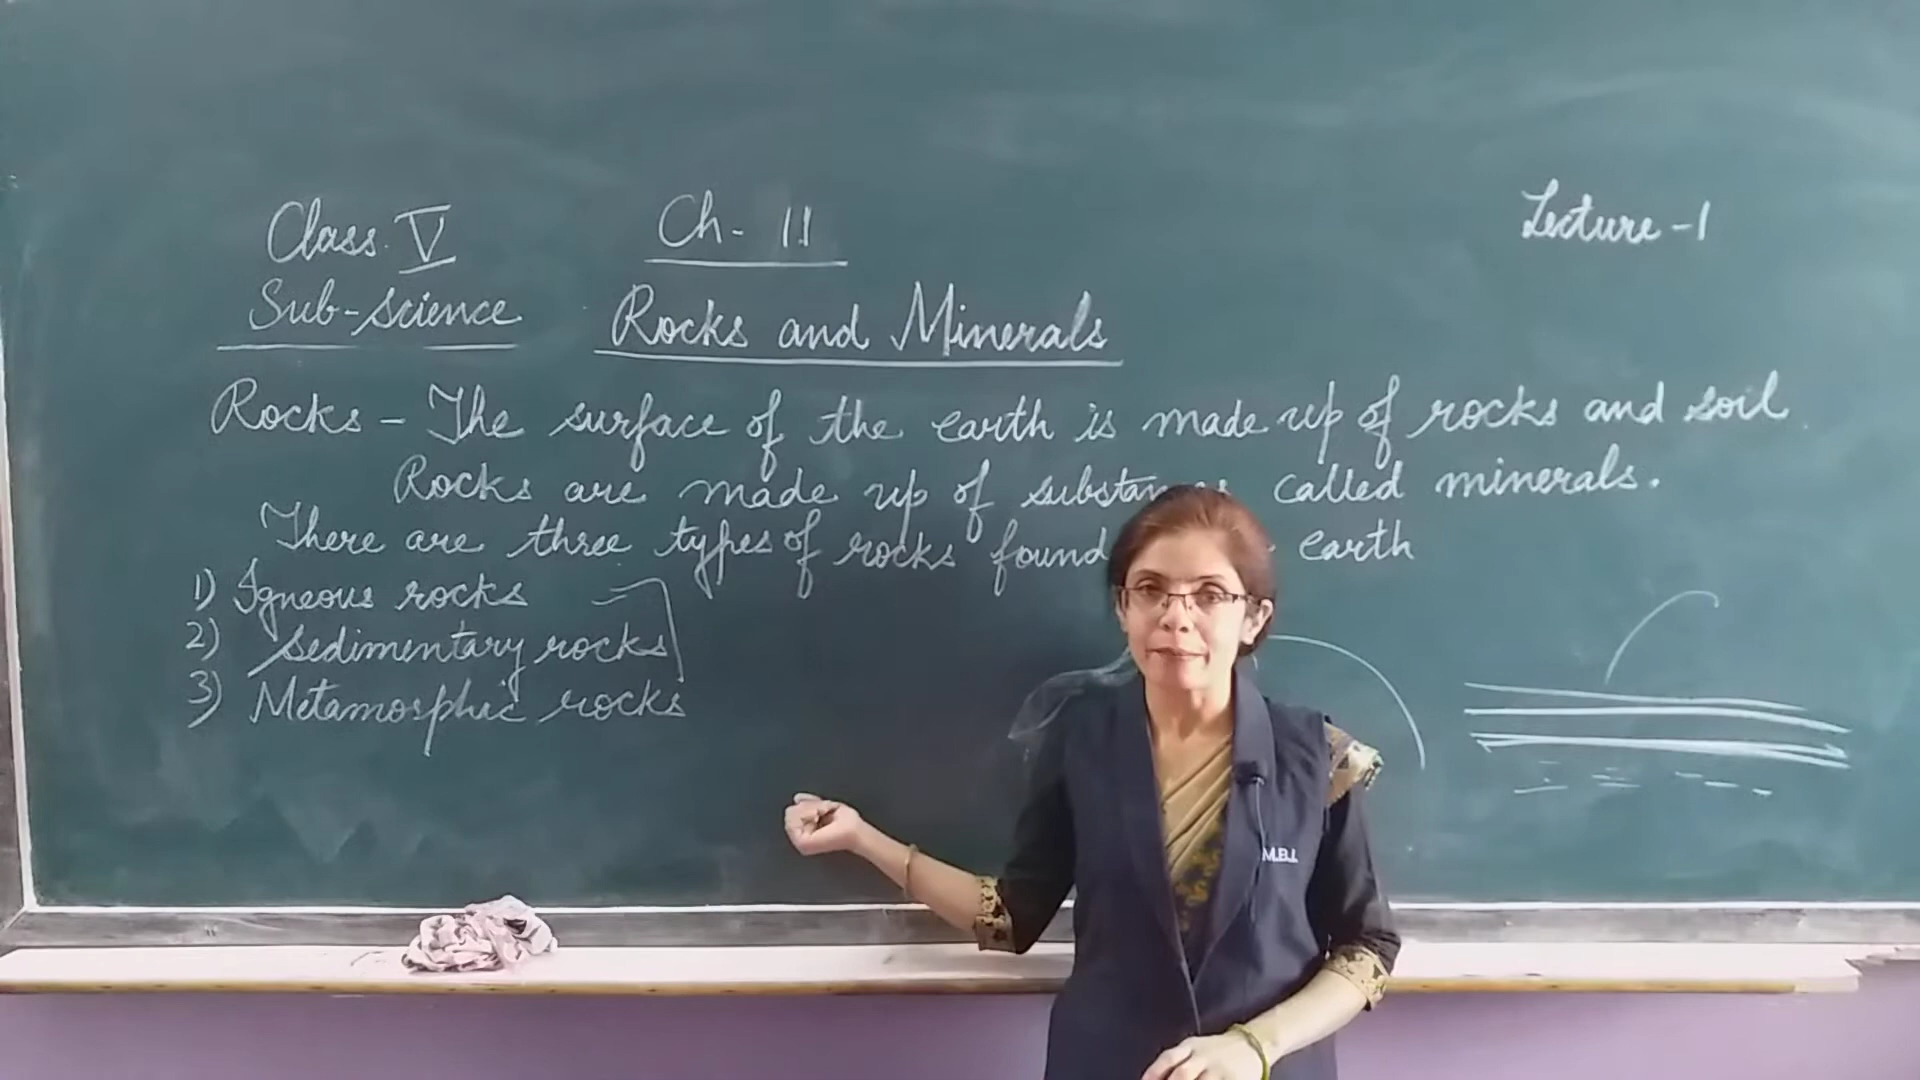 Class V Ch- 11 Lecture-1
Sub-science Rocks and Minerals
Rocks - The surface of the earth is made up of rocks and soil.
Rocks are made up of substances called minerals.
There are three types of rocks found earth
1) Igneous rocks
2) Sedimentary rocks
3) Metamorphic rocks
M.B.I.